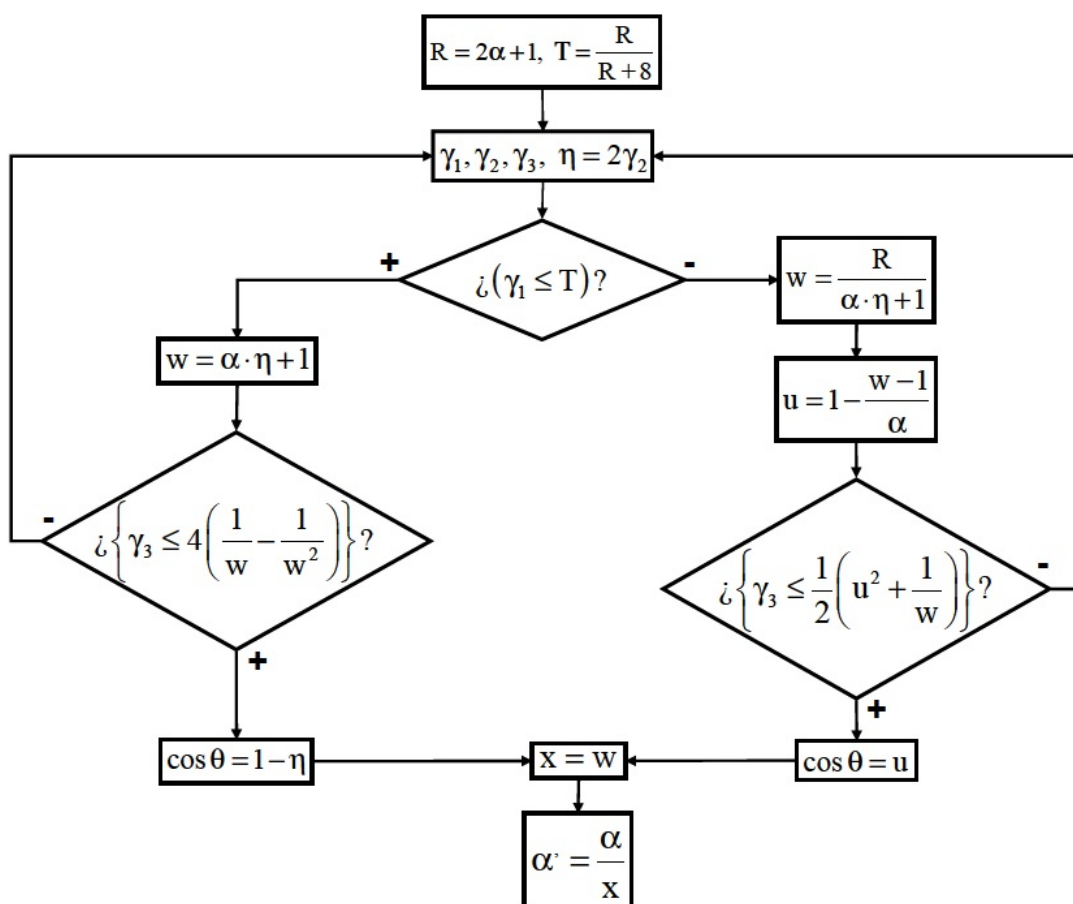 R = 2α+1, T = R/(R+8)
γ₁, γ₂, γ₃, η = 2γ₂
¿(γ₁ ≤ T)?
+
-
w = R/(α·η+1)
w = α·η+1
u = 1 - (w-1)/α
¿{γ₃ ≤ 4(1/w - 1/w²)}?
-
+
¿{γ₃ ≤ 1/2(u² + 1/w)}?
-
+
cos θ = 1-η
x = w
cos θ = u
α' = α/x